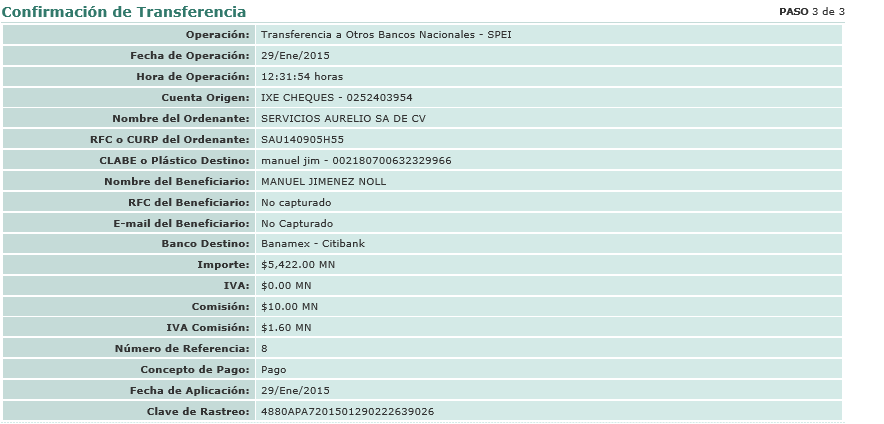 Confirmación de Transferencia PASO 3 de 3
Operación: Transferencia a Otros Bancos Nacionales - SPEI
Fecha de Operación: 29/Ene/2015
Hora de Operación: 12:31:54 horas
Cuenta Origen: IXE CHEQUES - 0252403954
Nombre del Ordenante: SERVICIOS AURELIO SA DE CV
RFC o CURP del Ordenante: SAU140905H55
CLABE o Plástico Destino: manuel jim - 002180700632329966
Nombre del Beneficiario: MANUEL JIMENEZ NOLL
RFC del Beneficiario: No capturado
E-mail del Beneficiario: No Capturado
Banco Destino: Banamex - Citibank
Importe: $5,422.00 MN
IVA: $0.00 MN
Comisión: $10.00 MN
IVA Comisión: $1.60 MN
Número de Referencia: 8
Concepto de Pago: Pago
Fecha de Aplicación: 29/Ene/2015
Clave de Rastreo: 4880APA7201501290222639026